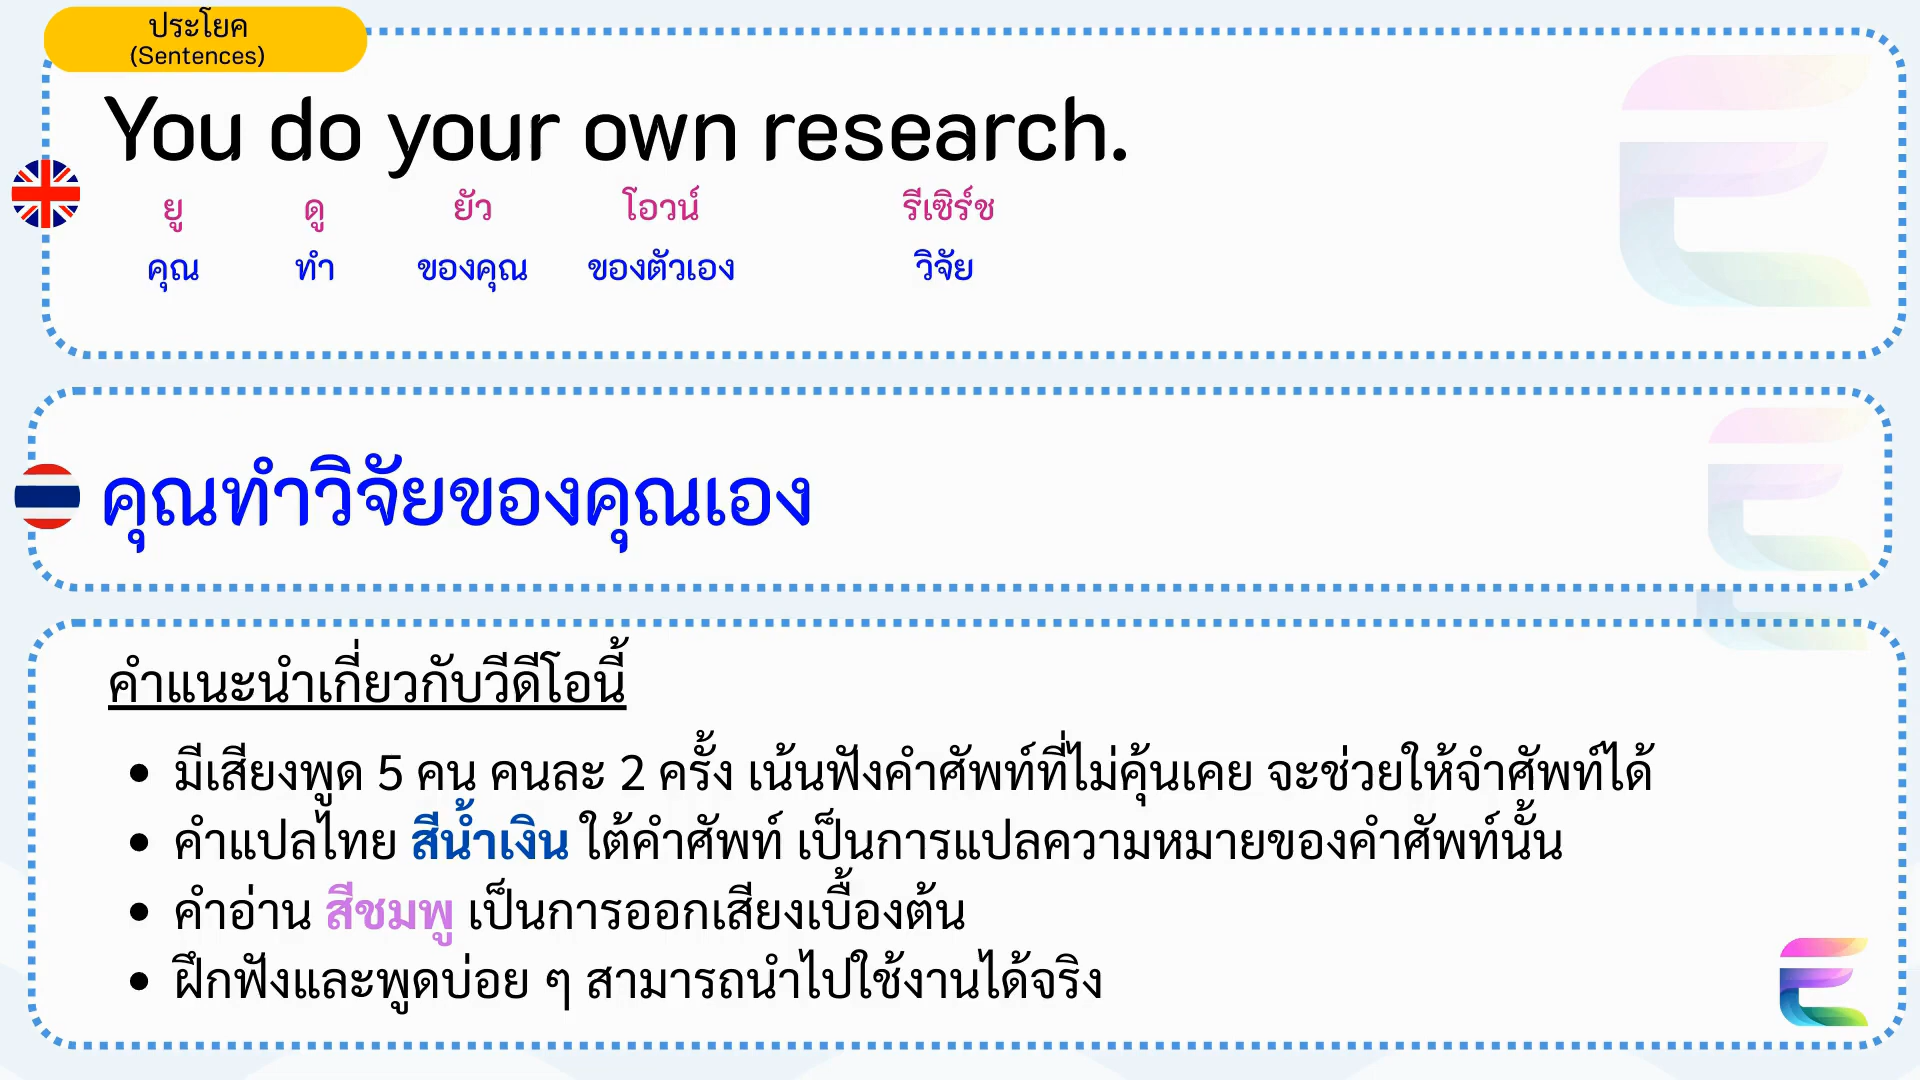 ประโยค
(Sentences)
You do your own research.
ยู ดู ยัว โอวน์ รีเซิร์ช
คุณ ทำ ของคุณ ของตัวเอง วิจัย
คุณทำวิจัยของคุณเอง
คำแนะนำเกี่ยวกับวีดีโอนี้
• มีเสียงพูด 5 คน คนละ 2 ครั้ง เน้นฟังคำศัพท์ที่ไม่คุ้นเคย จะช่วยให้จำศัพท์ได้
• คำแปลไทย สีน้ำเงิน ใต้คำศัพท์ เป็นการแปลความหมายของคำศัพท์นั้น
• คำอ่าน สีชมพู เป็นการออกเสียงเบื้องต้น
• ฝึกฟังและพูดบ่อย ๆ สามารถนำไปใช้งานได้จริง